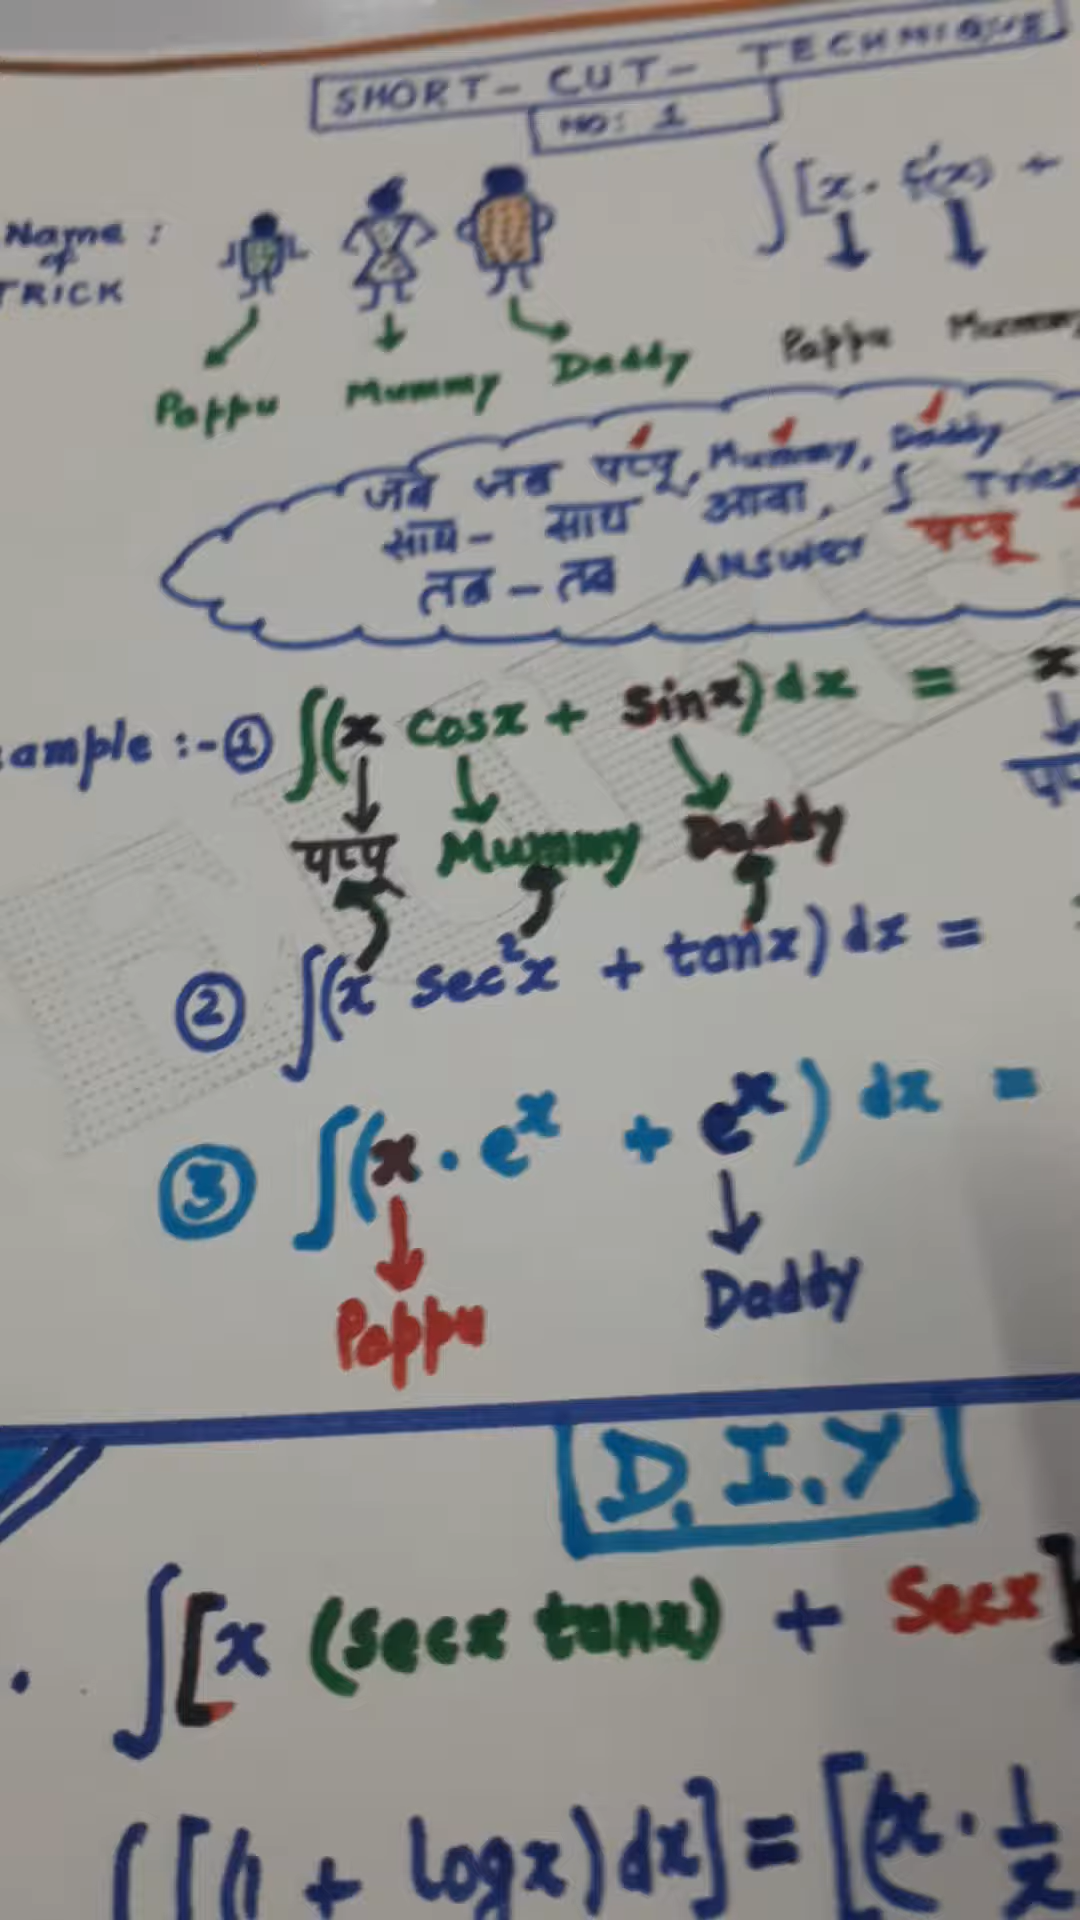 SHORT - CUT - TECHNIQUE
NO: 1
Name : of TRICK
∫[x. f'(x) +
Pappu Mummy Daddy
Pappu Mummy
जब जब पप्पू, Mummy, Daddy
साथ - साथ आवा, ∫
तब - तब ANSWER पप्पू
ample :- ① ∫(x cosx + sinx) dx = x
पप्पू Mummy Daddy
② ∫(x sec²x + tanx) dx =
③ ∫(x . eˣ + eˣ) dx =
Pappu Daddy
D.I.Y
. ∫[x (secx tanx) + secx]
∫[(1 + logx) dx] = [(x . 1/x